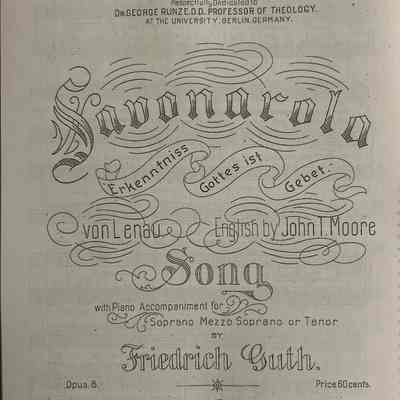 Respectfully Dedicated to
DR. GEORGE RUNZE, D.D. PROFESSOR OF THEOLOGY.
AT THE UNIVERSITY, BERLIN, GERMANY.
Savonarola
Erkenntniss Gottes ist Gebet.
von Lenau English by John T. Moore
Song
with Piano Accompaniment for
Soprano Mezzo Soprano or Tenor
BY
Friedrich Guth.
Opus. 6. Price 60 cents.